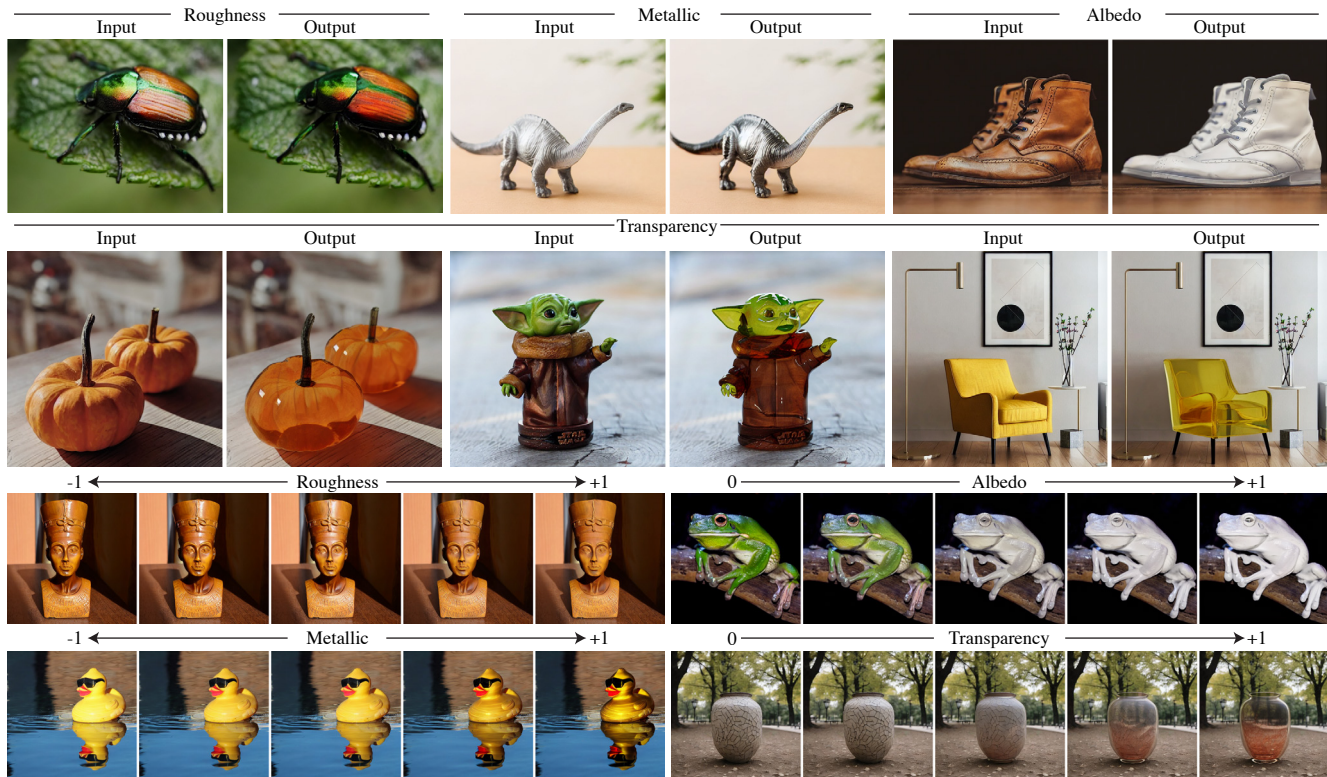 Roughness
Metallic
Albedo
Input
Output
Input
Output
Input
Output
Transparency
Input
Output
Input
Output
Input
Output
STAR
-1 Roughness +1
0 Albedo +1
-1 Metallic +1
0 Transparency +1